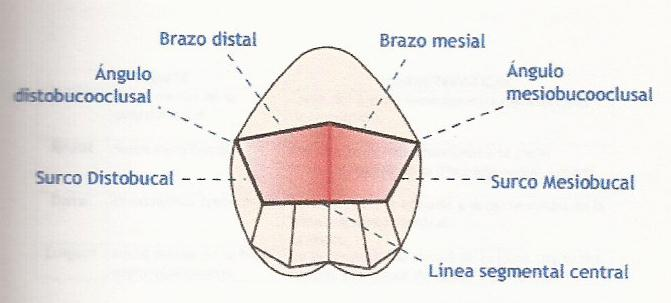 Brazo distal
Brazo mesial
Ángulo
distobucooclusal
Ángulo
mesiobucooclusal
Surco Distobucal
Surco Mesiobucal
Línea segmental central